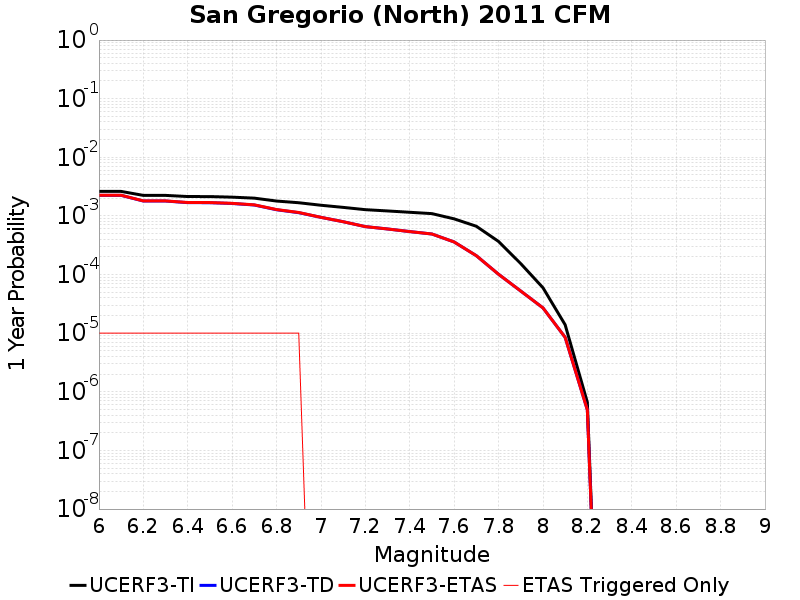 San Gregorio (North) 2011 CFM
1 Year Probability
10^0
10^-1
10^-2
10^-3
10^-4
10^-5
10^-6
10^-7
10^-8
6 6.2 6.4 6.6 6.8 7 7.2 7.4 7.6 7.8 8 8.2 8.4 8.6 8.8 9
Magnitude
UCERF3-TI UCERF3-TD UCERF3-ETAS ETAS Triggered Only